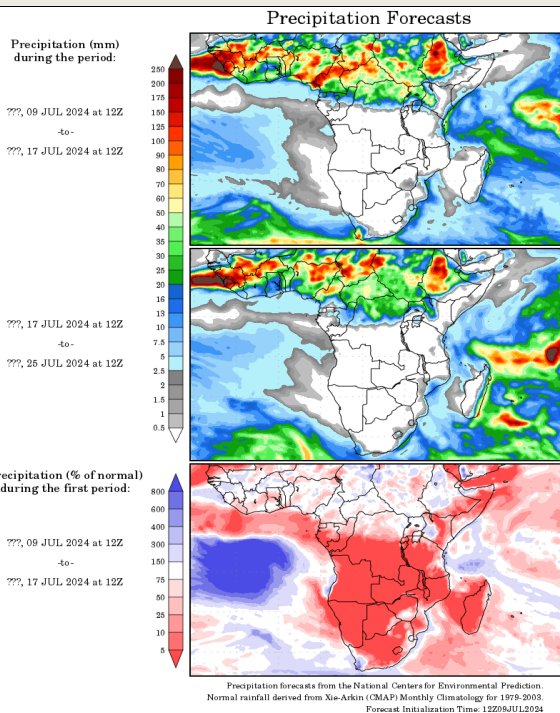 Precipitation Forecasts
Precipitation (mm)
during the period:
???, 09 JUL 2024 at 12Z
-to-
???, 17 JUL 2024 at 12Z
250
200
175
150
125
100
90
80
70
60
50
40
35
30
25
20
16
13
10
7.5
5
2.5
2
1.5
1
0.5
???, 17 JUL 2024 at 12Z
-to-
???, 25 JUL 2024 at 12Z
recipitation (% of normal)
during the first period:
???, 09 JUL 2024 at 12Z
-to-
???, 17 JUL 2024 at 12Z
800
600
400
300
150
75
50
25
10
5
Precipitation forecasts from the National Centers for Environmental Prediction.
Normal rainfall derived from Xie-Arkin (CMAP) Monthly Climatology for 1979-2003.
Forecast Initialization Time: 12Z09JUL2024